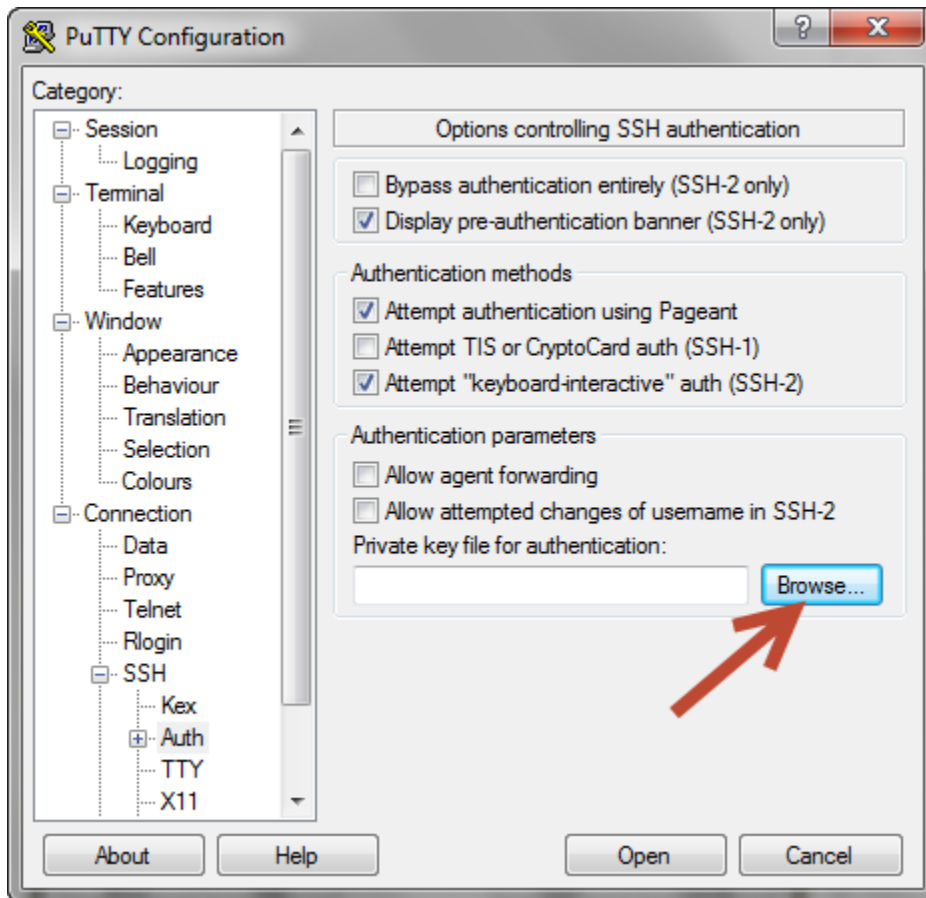 PuTTY Configuration
Category:
Session
Logging
Terminal
Keyboard
Bell
Features
Window
Appearance
Behaviour
Translation
Selection
Colours
Connection
Data
Proxy
Telnet
Rlogin
SSH
Kex
Auth
TTY
X11
Options controlling SSH authentication
Bypass authentication entirely (SSH-2 only)
Display pre-authentication banner (SSH-2 only)
Authentication methods
Attempt authentication using Pageant
Attempt TIS or CryptoCard auth (SSH-1)
Attempt "keyboard-interactive" auth (SSH-2)
Authentication parameters
Allow agent forwarding
Allow attempted changes of username in SSH-2
Private key file for authentication:
Browse...
About
Help
Open
Cancel